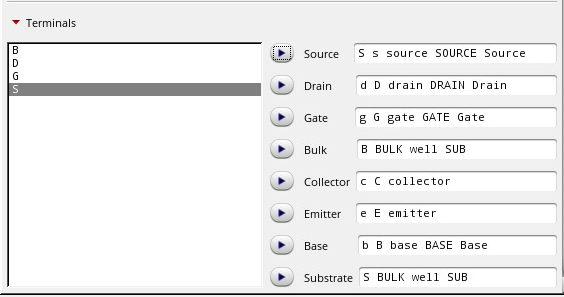 Terminals
B
D
G
S
Source S s source SOURCE Source
Drain d D drain DRAIN Drain
Gate g G gate GATE Gate
Bulk B BULK well SUB
Collector c C collector
Emitter e E emitter
Base b B base BASE Base
Substrate S BULK well SUB